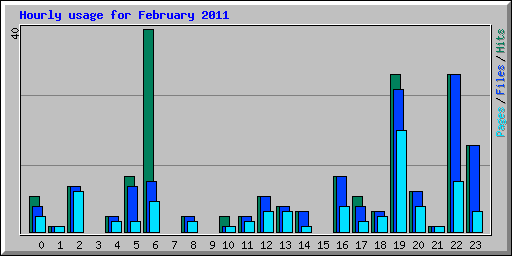 Hourly usage for February 2011
40
Pages/Files/Hits
0 1 2 3 4 5 6 7 8 9 10 11 12 13 14 15 16 17 18 19 20 21 22 23